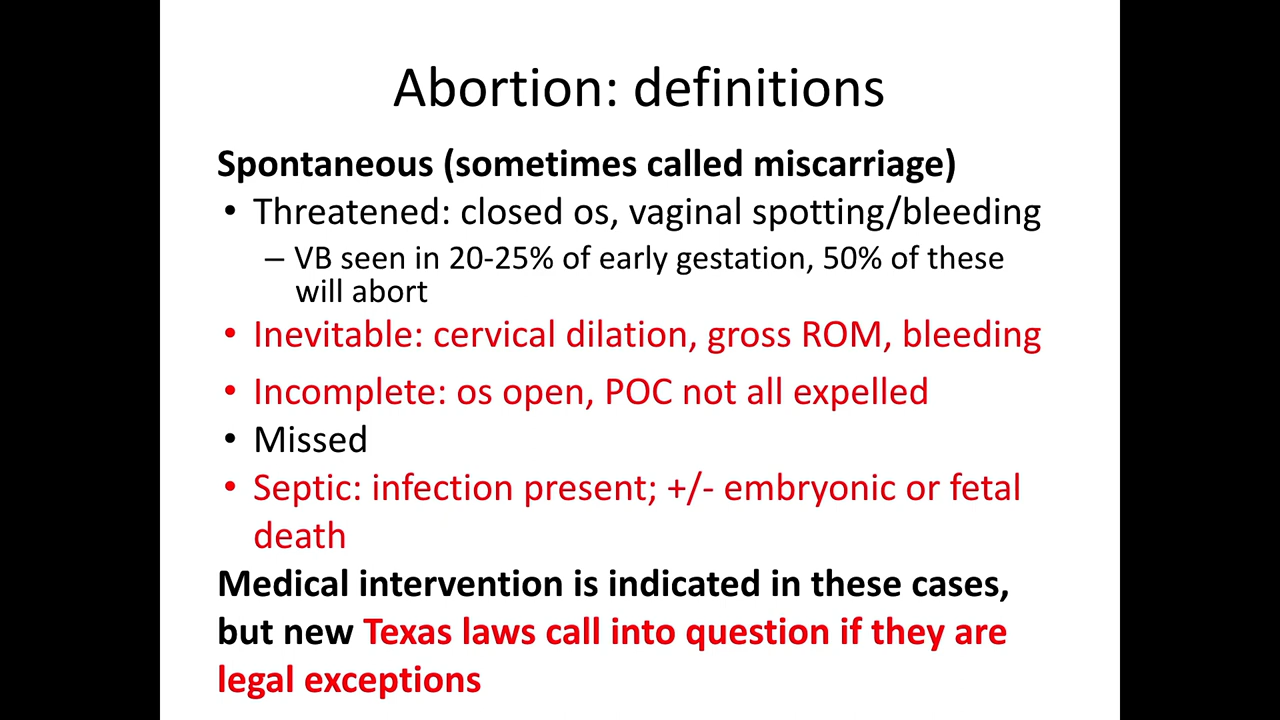 Abortion: definitions
Spontaneous (sometimes called miscarriage)
• Threatened: closed os, vaginal spotting/bleeding
– VB seen in 20-25% of early gestation, 50% of these
will abort
• Inevitable: cervical dilation, gross ROM, bleeding
• Incomplete: os open, POC not all expelled
• Missed
• Septic: infection present; +/- embryonic or fetal
death
Medical intervention is indicated in these cases,
but new Texas laws call into question if they are
legal exceptions